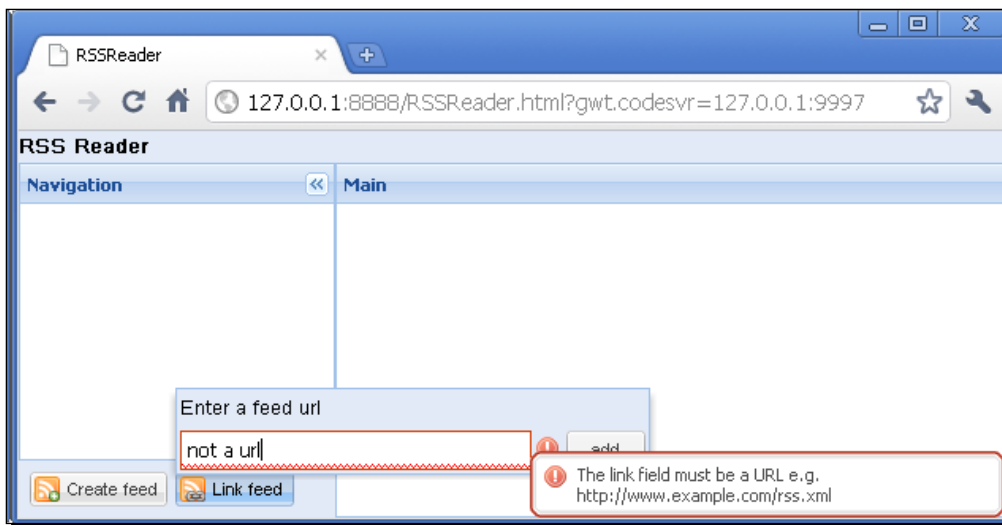 RSSReader
127.0.0.1:8888/RSSReader.html?gwt.codesvr=127.0.0.1:9997
RSS Reader
Navigation
Main
Enter a feed url
not a url
add
The link field must be a URL e.g.
http://www.example.com/rss.xml
Create feed
Link feed